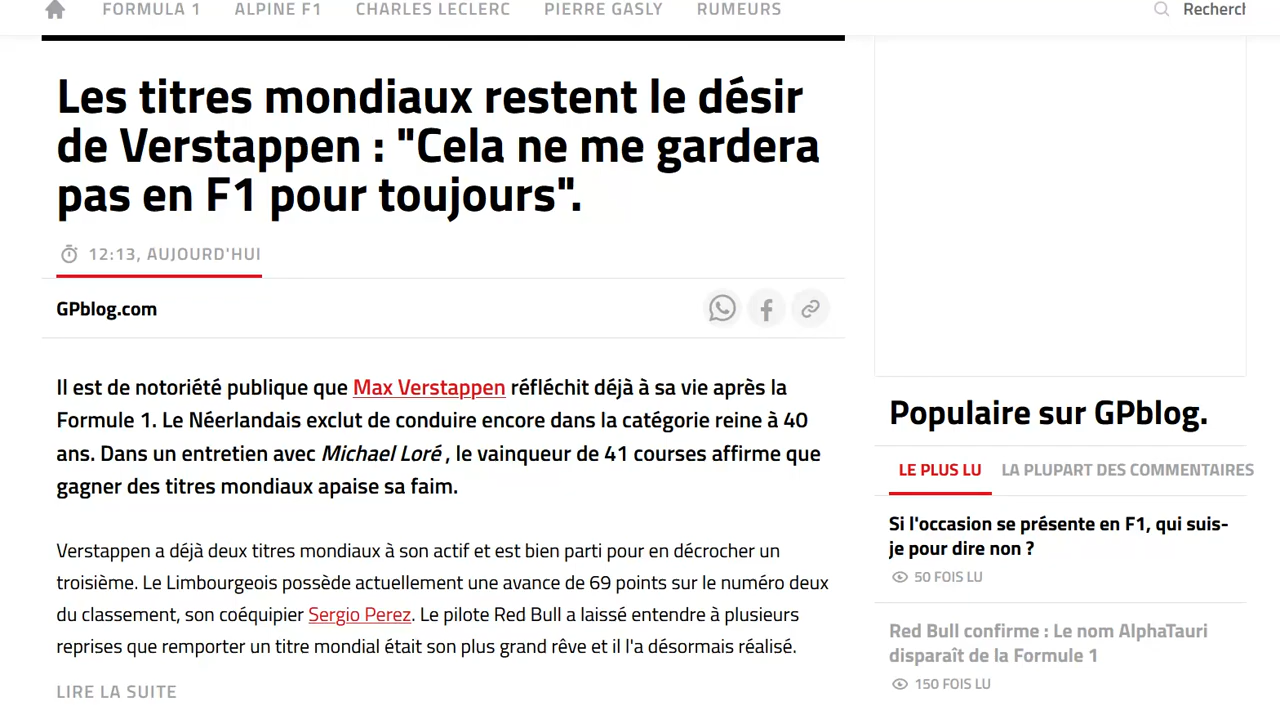 FORMULA 1 ALPINE F1 CHARLES LECLERC PIERRE GASLY RUMEURS
Recherch
Les titres mondiaux restent le désir
de Verstappen : "Cela ne me gardera
pas en F1 pour toujours".
12:13, AUJOURD'HUI
GPblog.com
Il est de notoriété publique que Max Verstappen réfléchit déjà à sa vie après la
Formule 1. Le Néerlandais exclut de conduire encore dans la catégorie reine à 40
ans. Dans un entretien avec Michael Loré , le vainqueur de 41 courses affirme que
gagner des titres mondiaux apaise sa faim.
Verstappen a déjà deux titres mondiaux à son actif et est bien parti pour en décrocher un
troisième. Le Limbourgeois possède actuellement une avance de 69 points sur le numéro deux
du classement, son coéquipier Sergio Perez. Le pilote Red Bull a laissé entendre à plusieurs
reprises que remporter un titre mondial était son plus grand rêve et il l'a désormais réalisé.
LIRE LA SUITE
Populaire sur GPblog.
LE PLUS LU LA PLUPART DES COMMENTAIRES
Si l'occasion se présente en F1, qui suis-
je pour dire non ?
50 FOIS LU
Red Bull confirme : Le nom AlphaTauri
disparaît de la Formule 1
150 FOIS LU